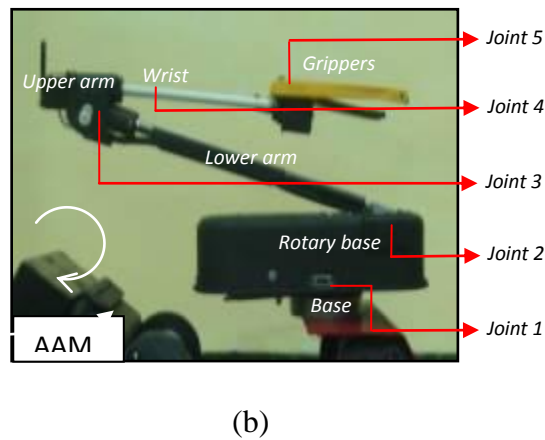 Joint 5
Grippers
Wrist
Upper arm
Joint 4
Lower arm
Joint 3
Rotary base
Joint 2
Base
Joint 1
AAM
(b)